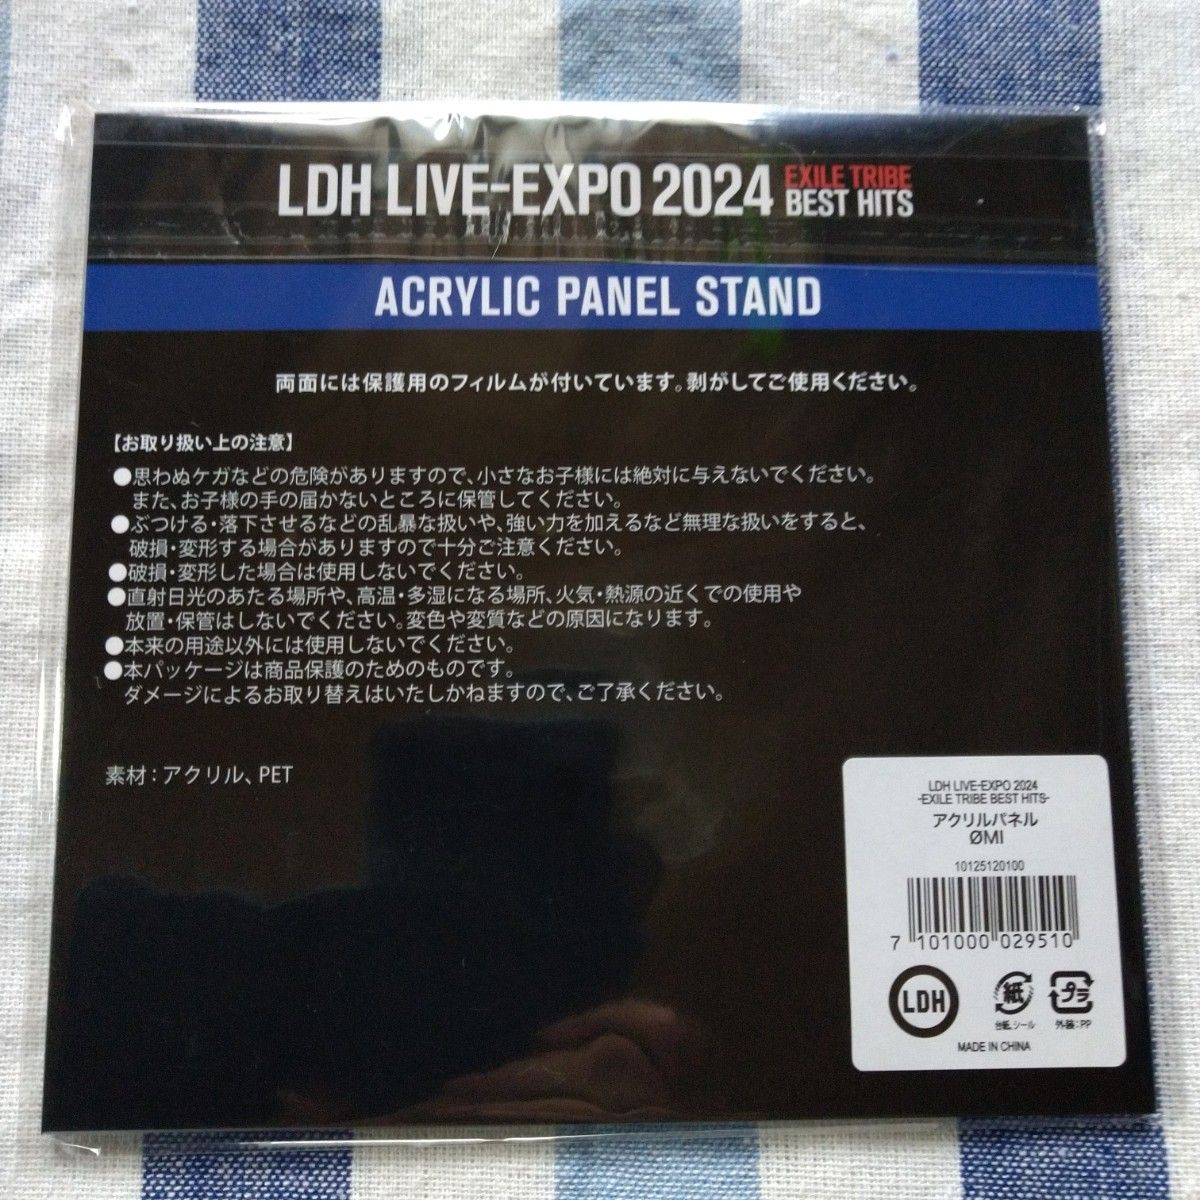 LDH LIVE-EXPO 2024 EXILE TRIBE BEST HITS
ACRYLIC PANEL STAND
両面には保護用のフィルムが付いています。剥がしてご使用ください。
【お取り扱い上の注意】
●思わぬケガなどの危険がありますので、小さなお子様には絶対に与えないでください。
また、お子様の手の届かないところに保管してください。
●ぶつける・落下させるなどの乱暴な扱いや、強い力を加えるなど無理な扱いをすると、
破損・変形する場合がありますので十分ご注意ください。
●破損・変形した場合は使用しないでください。
●直射日光のあたる場所や、高温・多湿になる場所、火気・熱源の近くでの使用や
放置・保管はしないでください。変色や変質などの原因になります。
●本来の用途以外には使用しないでください。
●本パッケージは商品保護のためのものです。
ダメージによるお取り替えはいたしかねますので、ご了承ください。
素材：アクリル、PET
LDH LIVE-EXPO 2024
-EXILE TRIBE BEST HITS-
アクリルパネル
ØMI
10125120100
7 101000 029510
LDH 紙 プラ
台紙、シール 外装：PP
MADE IN CHINA